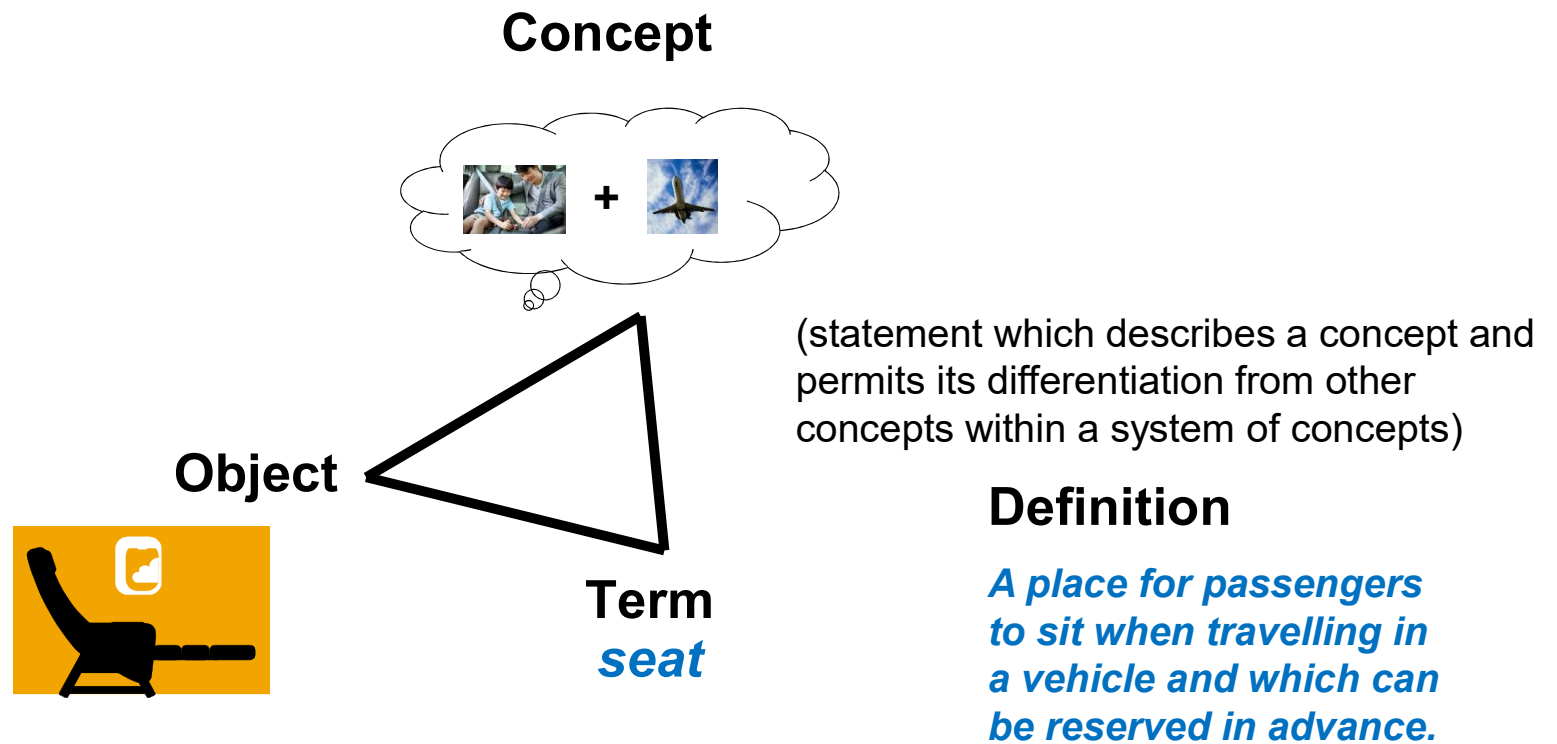 Concept
+
(statement which describes a concept and
permits its differentiation from other
concepts within a system of concepts)
Object
Definition
Term
seat
A place for passengers
to sit when travelling in
a vehicle and which can
be reserved in advance.